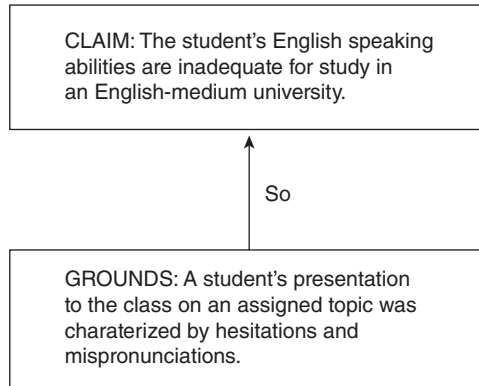 CLAIM: The student's English speaking
abilities are inadequate for study in
an English-medium university.
So
GROUNDS: A student's presentation
to the class on an assigned topic was
charaterized by hesitations and
mispronunciations.